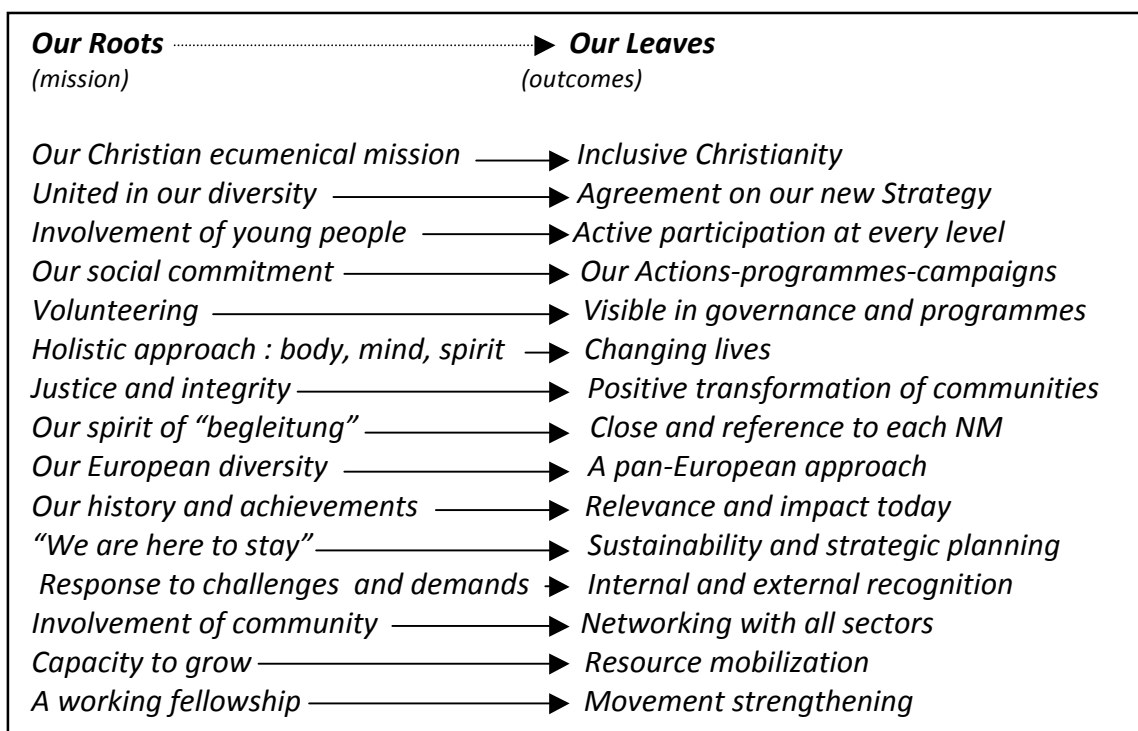 Our Roots Our Leaves
(mission) (outcomes)
Our Christian ecumenical mission Inclusive Christianity
United in our diversity Agreement on our new Strategy
Involvement of young people Active participation at every level
Our social commitment Our Actions-programmes-campaigns
Volunteering Visible in governance and programmes
Holistic approach : body, mind, spirit Changing lives
Justice and integrity Positive transformation of communities
Our spirit of “begleitung” Close and reference to each NM
Our European diversity A pan-European approach
Our history and achievements Relevance and impact today
“We are here to stay” Sustainability and strategic planning
Response to challenges and demands Internal and external recognition
Involvement of community Networking with all sectors
Capacity to grow Resource mobilization
A working fellowship Movement strengthening